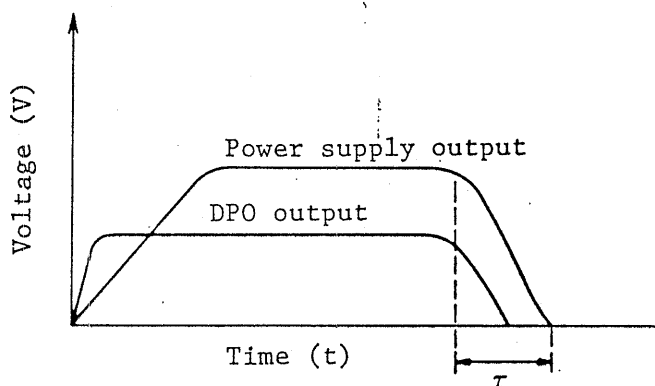 Voltage (V)
Power supply output
DPO output
Time (t)
τ